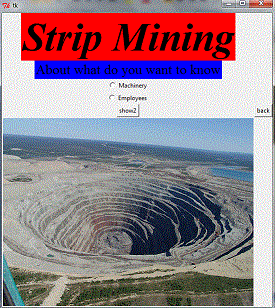 tk
Strip Mining
About what do you want to know
Machinery
Employees
show2
back